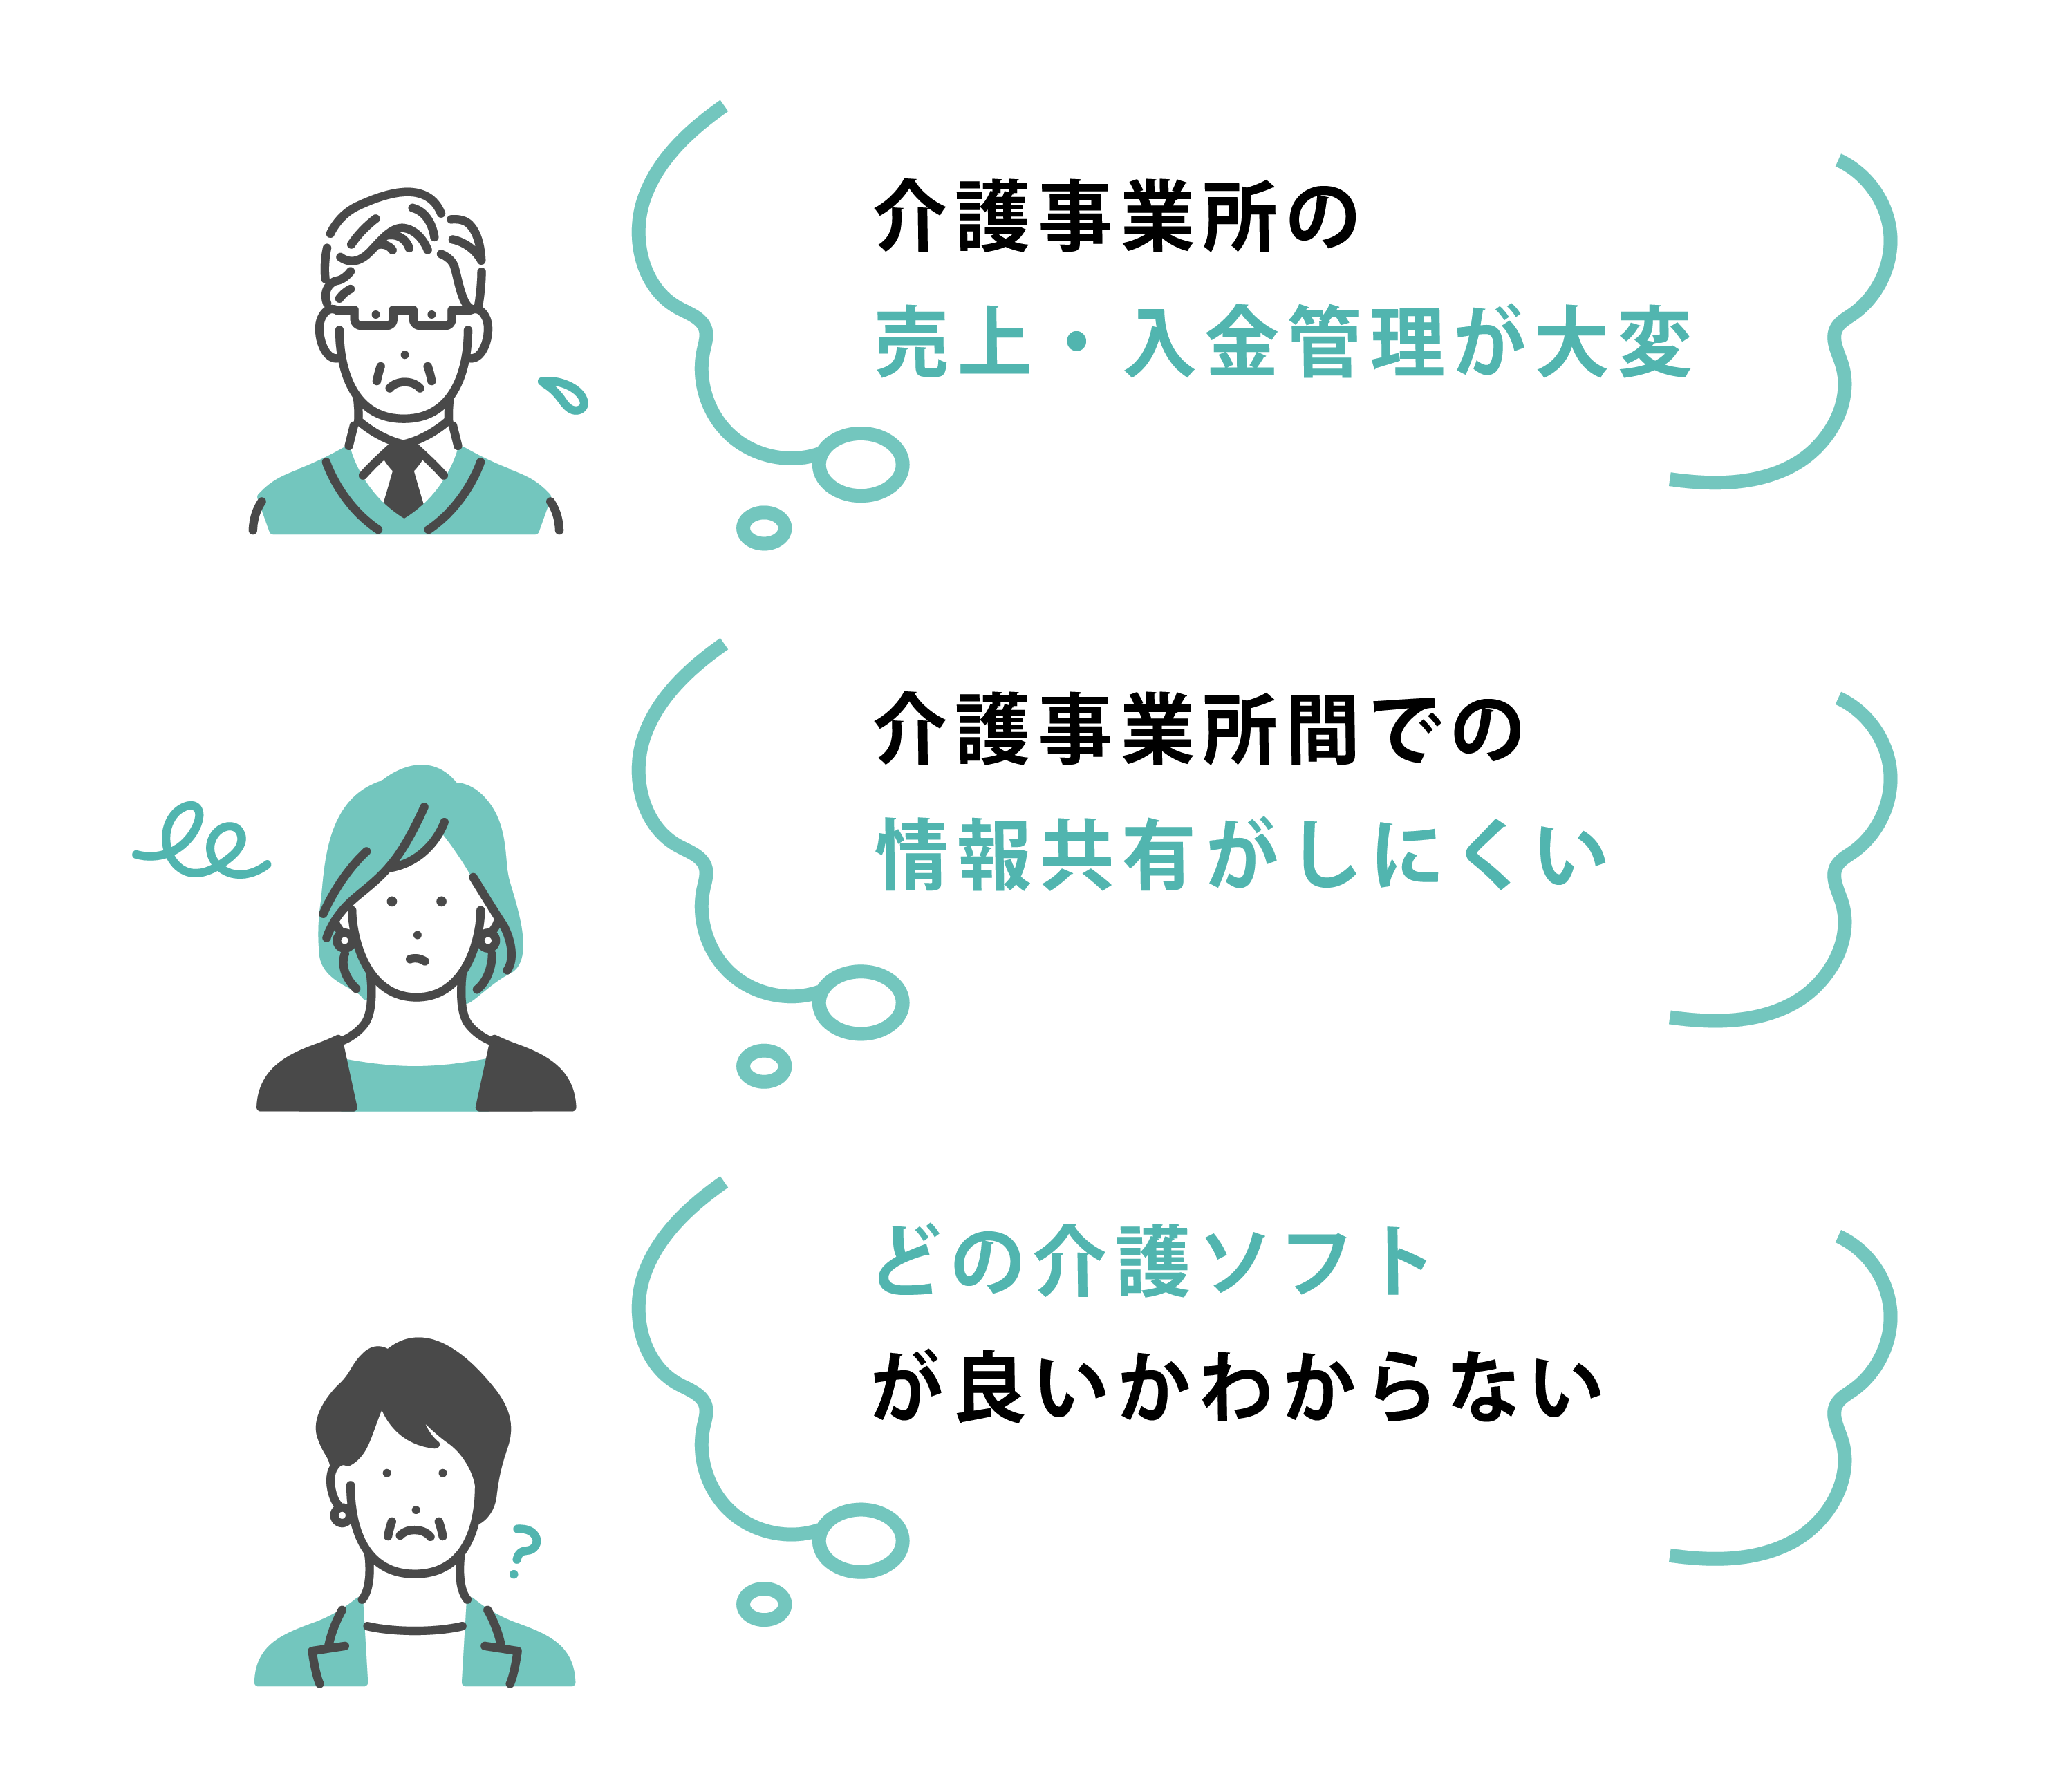 介護事業所の
売上・入金管理が大変
介護事業所間での
情報共有がしにくい
どの介護ソフト
が良いかわからない
?